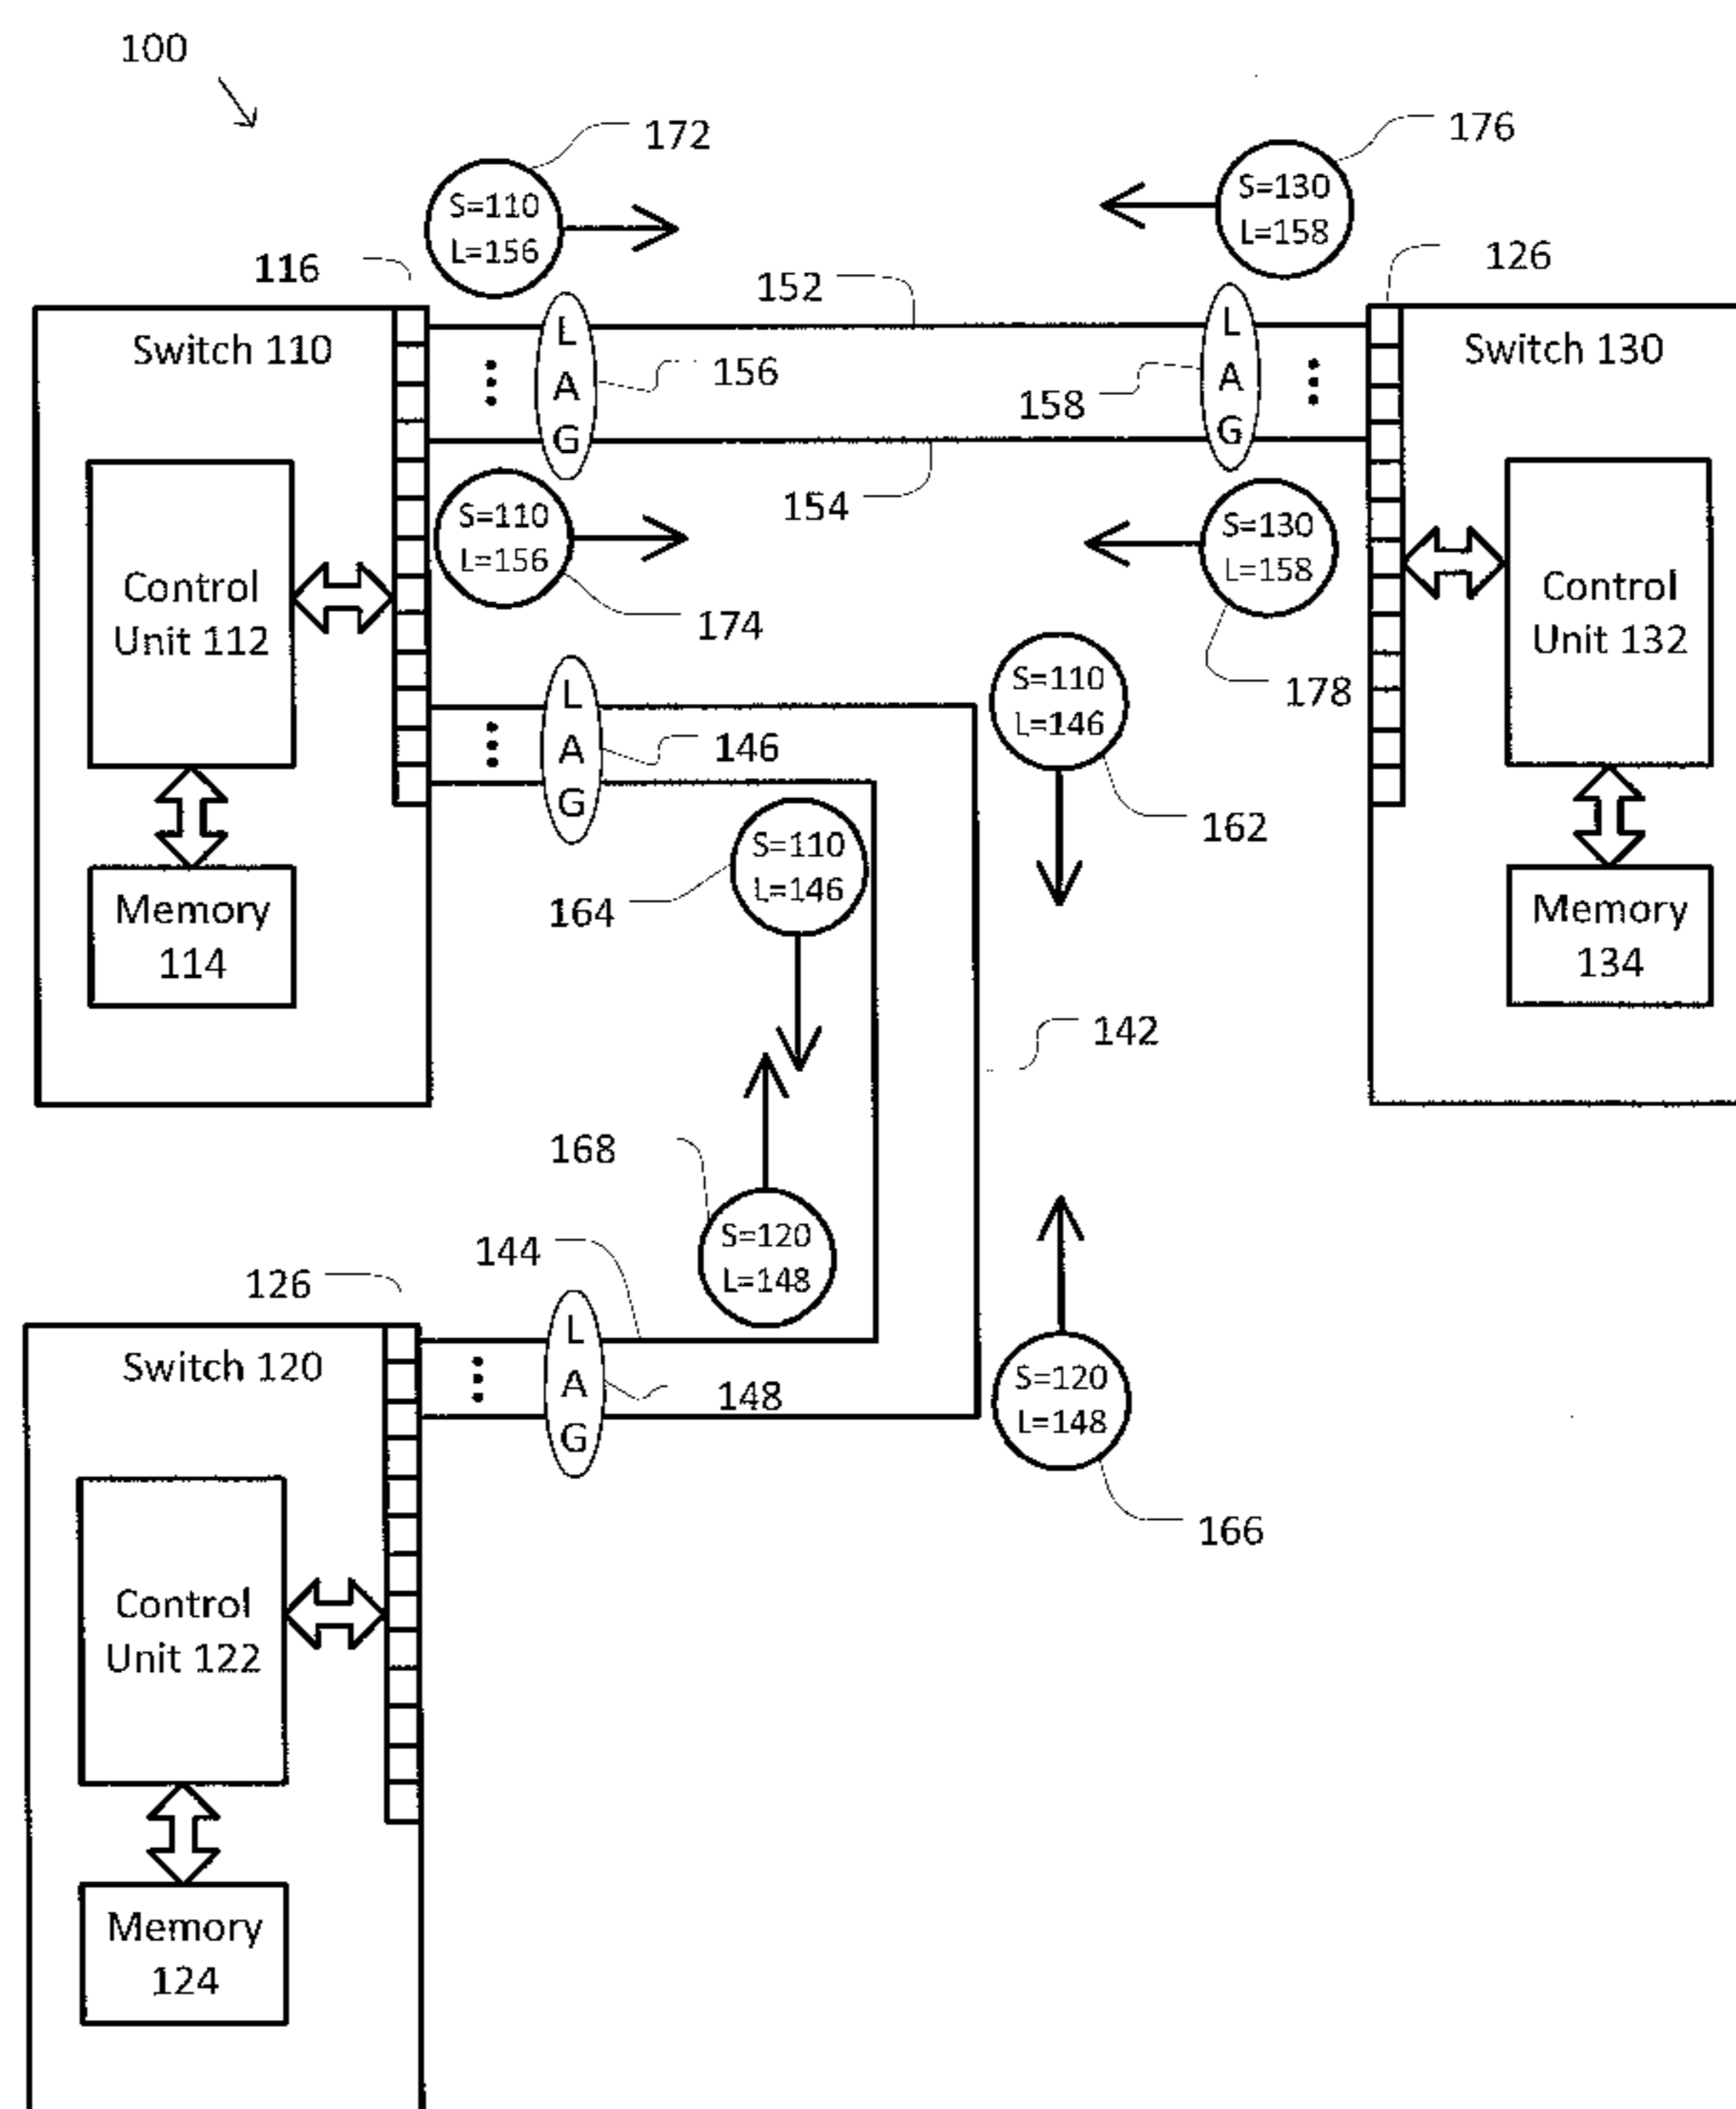 100
172
176
S=110
L=156
S=130
L=158
116
126
152
Switch 110
L
A
G
156
158
L
A
G
Switch 130
154
S=110
L=156
174
S=130
L=158
178
Control
Unit 112
Control
Unit 132
S=110
L=146
162
L
A
G
146
S=110
L=146
164
Memory
114
Memory
134
142
168
S=120
L=148
144
126
Switch 120
L
A
G
148
S=120
L=148
166
Control
Unit 122
Memory
124